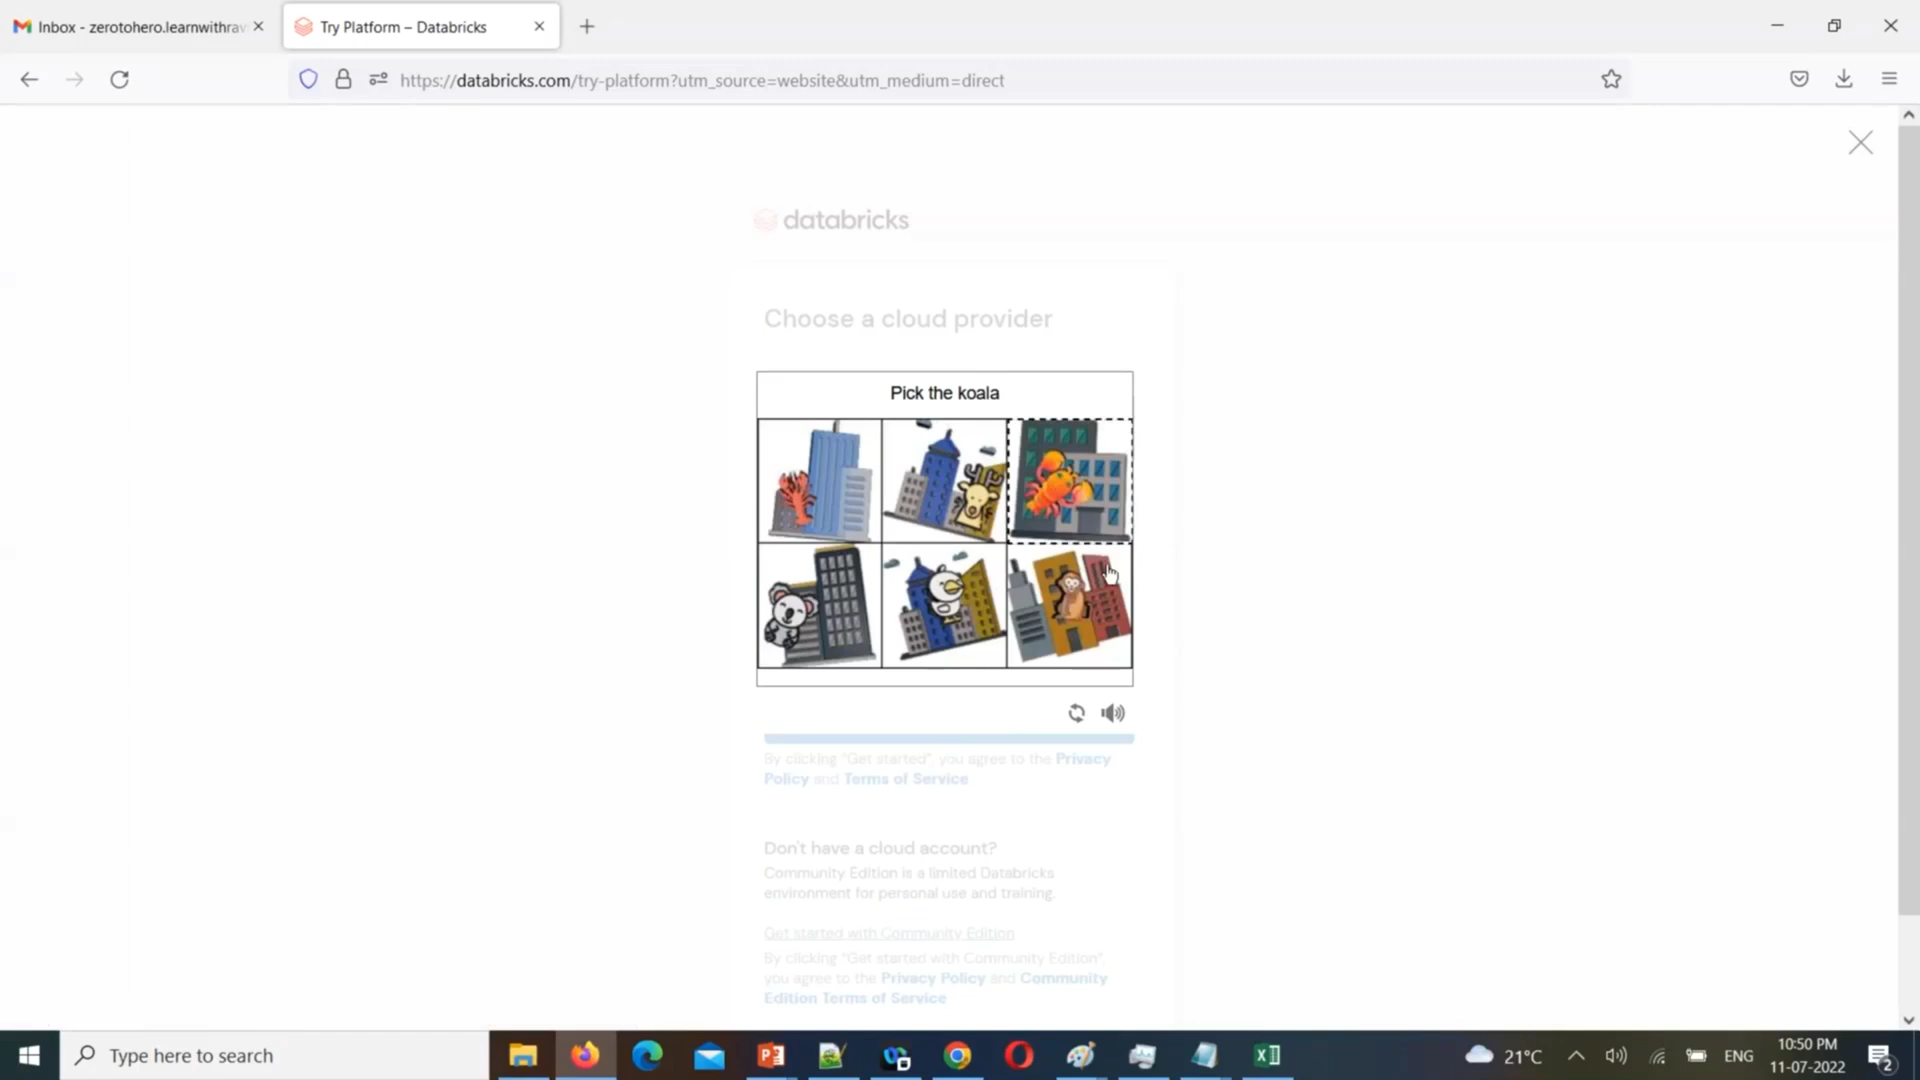 Inbox - zerotohero.learnwithrav
Try Platform – Databricks
https://databricks.com/try-platform?utm_source=website&utm_medium=direct
databricks
Choose a cloud provider
Pick the koala
By clicking "Get started", you agree to the Privacy
Policy and Terms of Service
Don't have a cloud account?
Community Edition is a limited Databricks
environment for personal use and training.
Get started with Community Edition
By clicking "Get started with Community Edition",
you agree to the Privacy Policy and Community
Edition Terms of Service
Type here to search
21°C
ENG
10:50 PM
11-07-2022
2